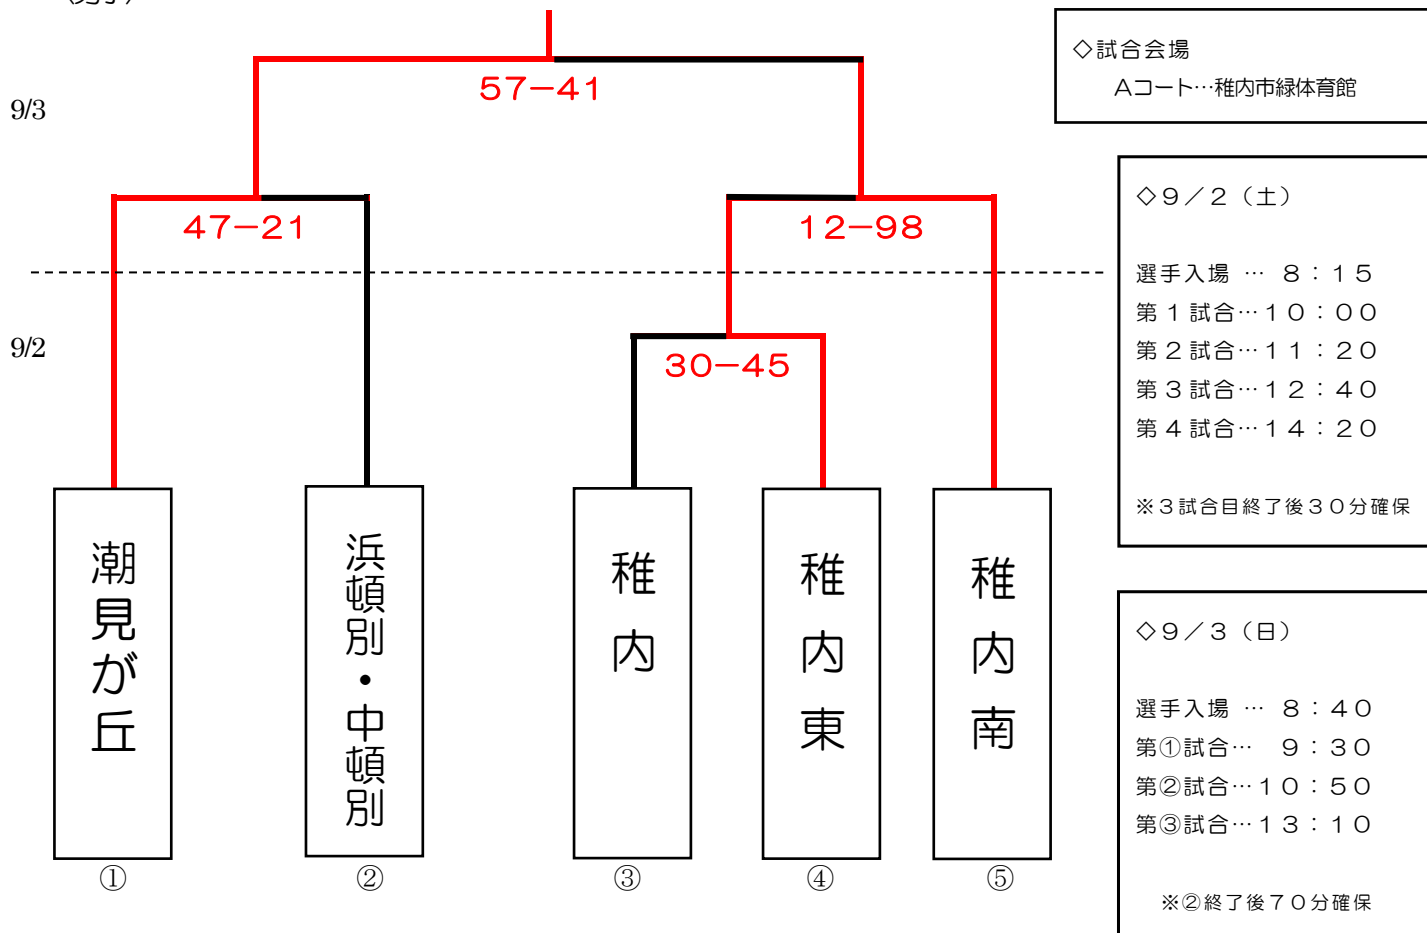 （男子）
57−41
9/3
47−21
12−98
9/2
30−45
潮見が丘
浜頓別・中頓別
稚内
稚内東
稚内南
①
②
③
④
⑤
◇試合会場
Aコート…稚内市緑体育館
◇９／２（土）
選手入場 … ８：１５
第１試合…１０：００
第２試合…１１：２０
第３試合…１２：４０
第４試合…１４：２０
※３試合目終了後３０分確保
◇９／３（日）
選手入場 … ８：４０
第①試合… ９：３０
第②試合…１０：５０
第③試合…１３：１０
※②終了後７０分確保